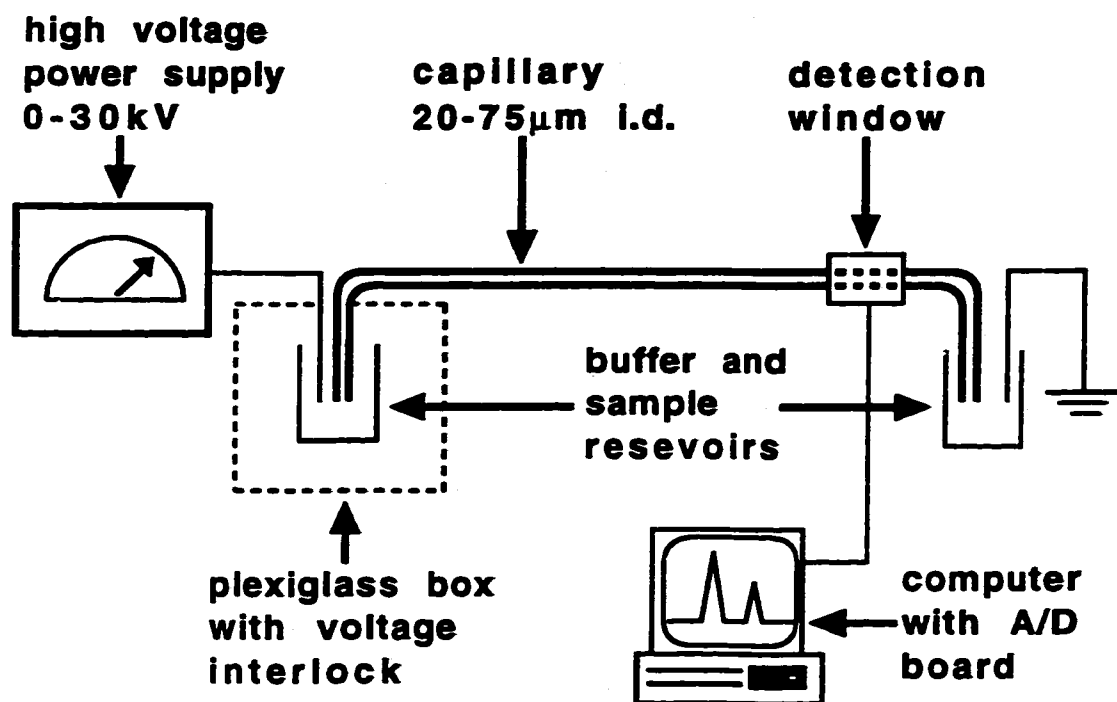 high voltage
power supply
0-30kV
capillary
20-75µm i.d.
detection
window
buffer and
sample
resevoirs
plexiglass box
with voltage
interlock
computer
with A/D
board